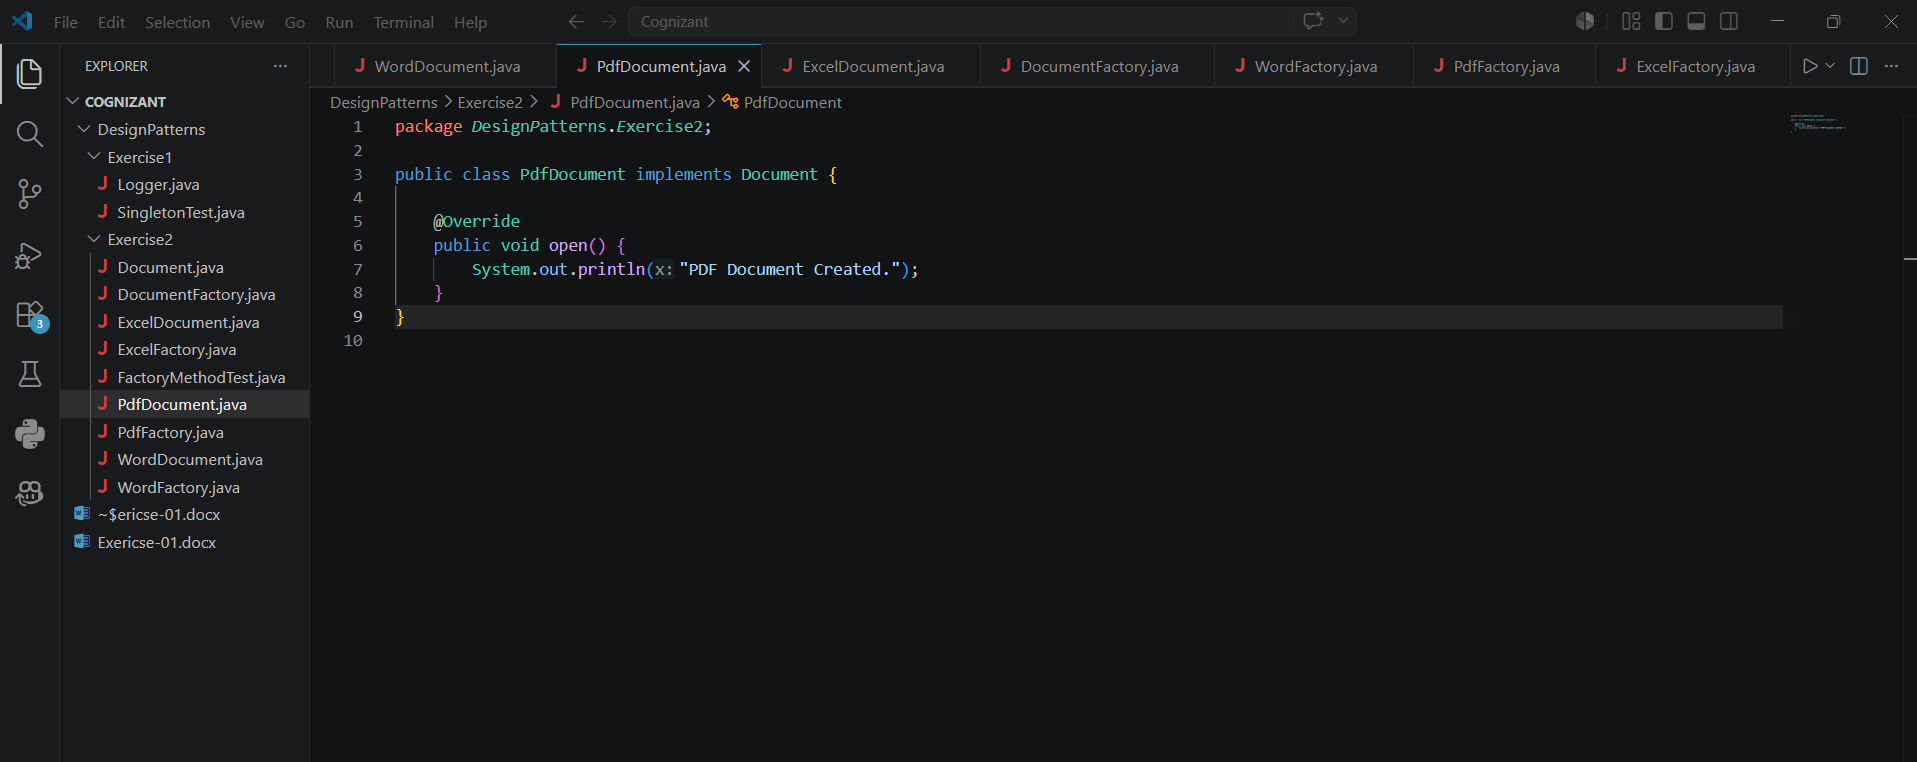 File Edit Selection View Go Run Terminal Help
Cognizant
EXPLORER
WordDocument.java
PdfDocument.java
ExcelDocument.java
DocumentFactory.java
WordFactory.java
PdfFactory.java
ExcelFactory.java
COGNIZANT
DesignPatterns
Exercise1
Logger.java
SingletonTest.java
Exercise2
Document.java
DocumentFactory.java
ExcelDocument.java
ExcelFactory.java
FactoryMethodTest.java
PdfDocument.java
PdfFactory.java
WordDocument.java
WordFactory.java
~$ericse-01.docx
Exericse-01.docx
3
DesignPatterns > Exercise2 > PdfDocument.java > PdfDocument
1 package DesignPatterns.Exercise2;
2
3 public class PdfDocument implements Document {
4
5 @Override
6 public void open() {
7 System.out.println(x: "PDF Document Created.");
8 }
9 }
10